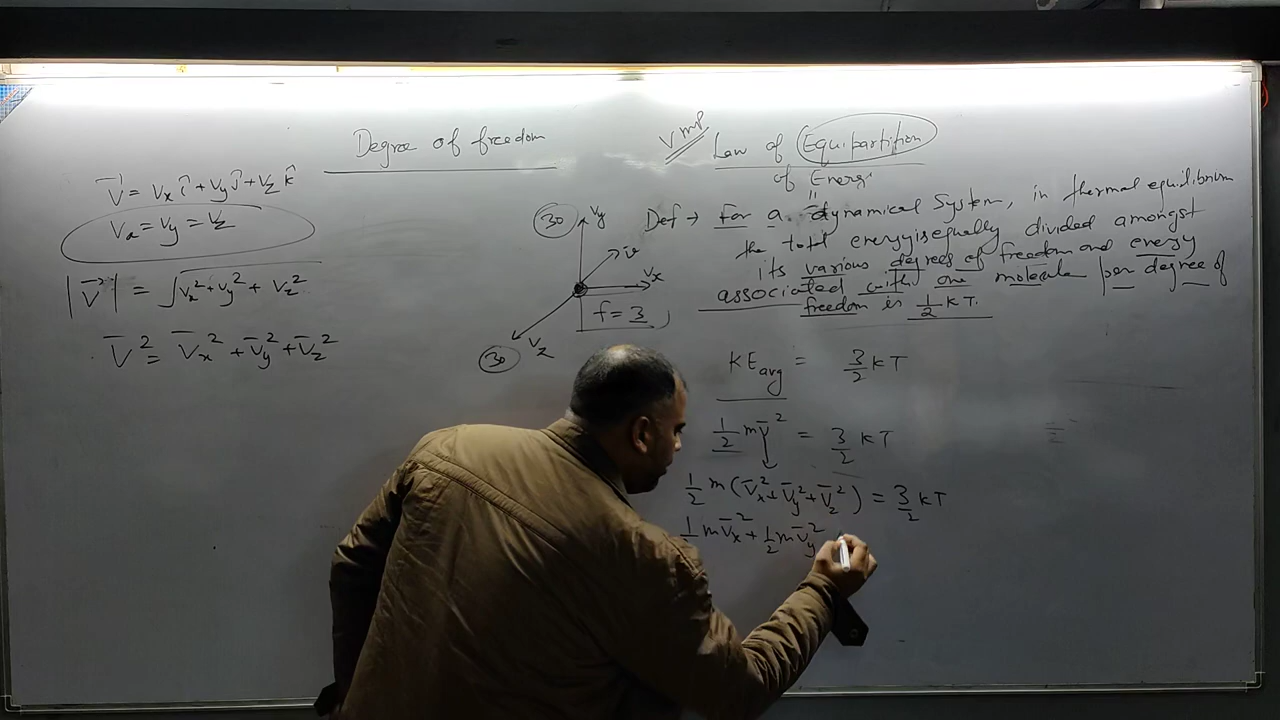 Degree of freedom
V⃗ = Vx î + Vy ĵ + Vz k̂
Vx = Vy = Vz
|V⃗| = √Vx² + Vy² + Vz²
V̄² = V̄x² + V̄y² + V̄z²
30
Vy
v̄
Vx
f = 3
Vz
30
VMP
Law of Equipartition
of Energy
Def → For a dynamical System, in thermal equilibrium
the total energy is equally divided amongst
its various degrees of freedom and energy
associated with one molecule per degree of
freedom is 1/2 kT.
KEavg = 3/2 kT
1/2 m v̄² = 3/2 kT
1/2 m (V̄x² + V̄y² + V̄z²) = 3/2 kT
1/2 m V̄x² + 1/2 m V̄y²